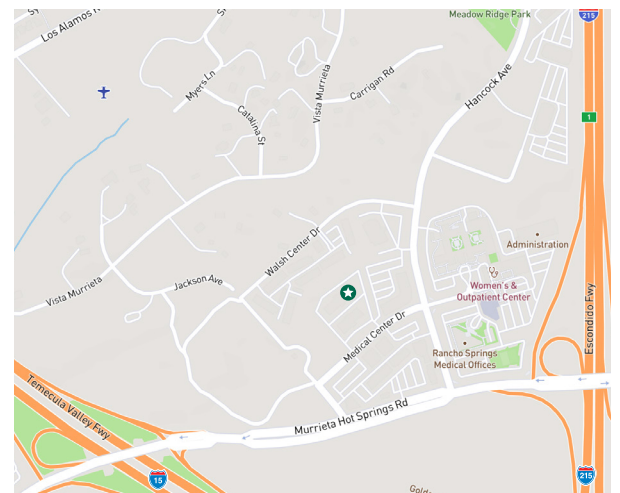 Meadow Ridge Park
215
Los Alamos R
Sy
S
Myers Ln
Carrigan Rd
Hancock Ave
Vista Murrieta
Catalina St
1
Walsh Center Dr
Administration
Women's &
Outpatient Center
Jackson Ave
Vista Murrieta
Escondido Fwy
Medical Center Dr
Rancho Springs
Medical Offices
Temecula Valley Fwy
Murrieta Hot Springs Rd
15
215
Gold